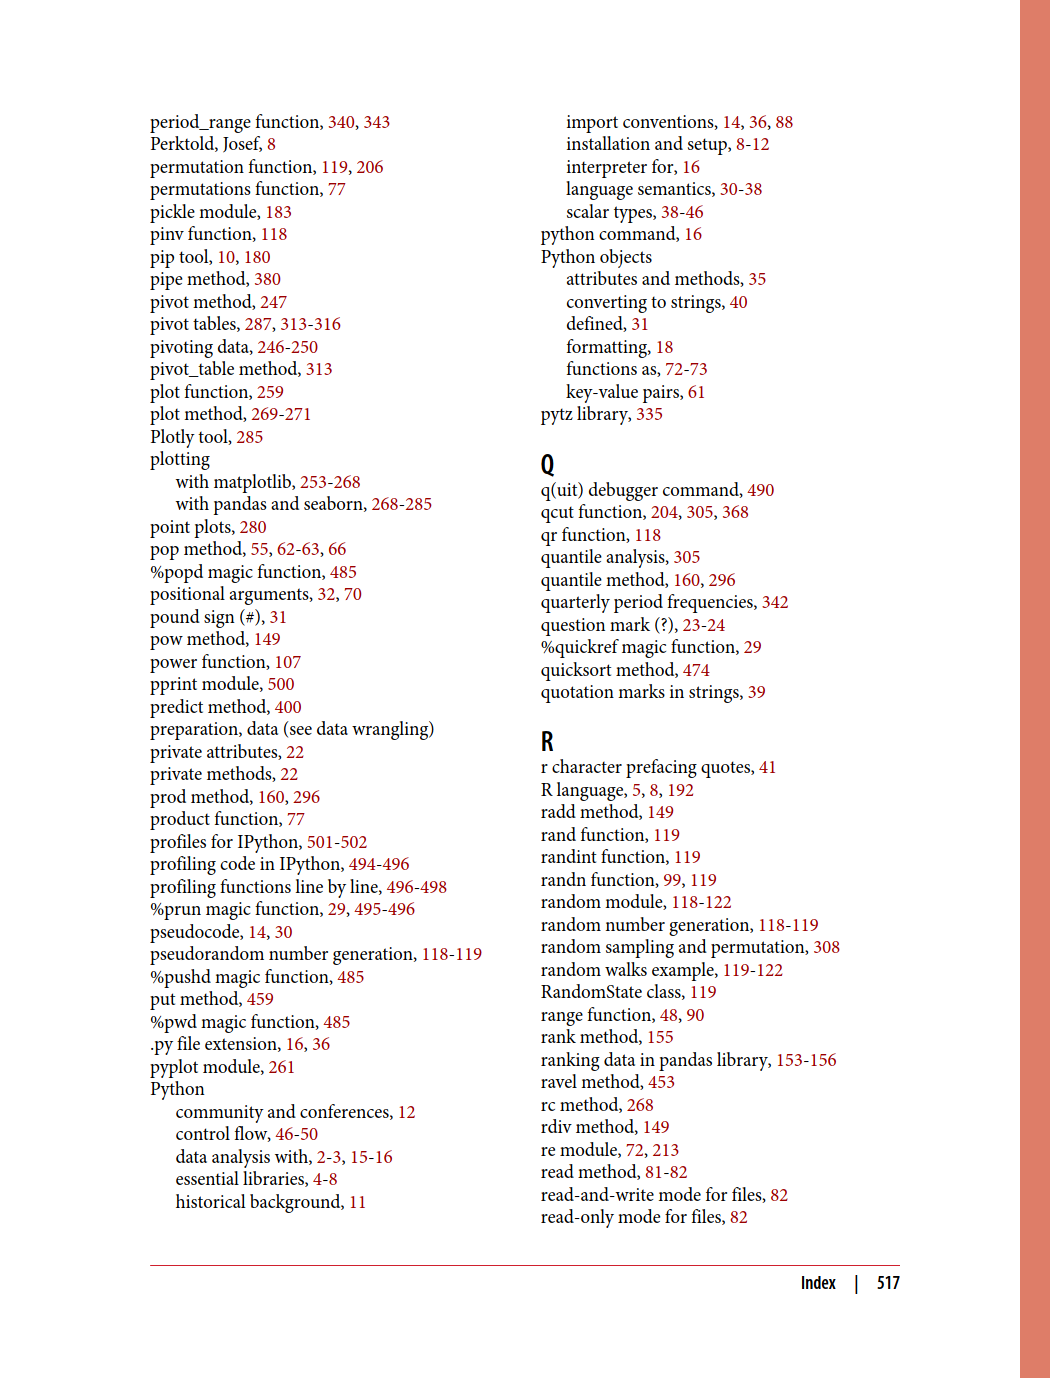 period_range function, 340, 343
Perktold, Josef, 8
permutation function, 119, 206
permutations function, 77
pickle module, 183
pinv function, 118
pip tool, 10, 180
pipe method, 380
pivot method, 247
pivot tables, 287, 313-316
pivoting data, 246-250
pivot_table method, 313
plot function, 259
plot method, 269-271
Plotly tool, 285
plotting
with matplotlib, 253-268
with pandas and seaborn, 268-285
point plots, 280
pop method, 55, 62-63, 66
%popd magic function, 485
positional arguments, 32, 70
pound sign (#), 31
pow method, 149
power function, 107
pprint module, 500
predict method, 400
preparation, data (see data wrangling)
private attributes, 22
private methods, 22
prod method, 160, 296
product function, 77
profiles for IPython, 501-502
profiling code in IPython, 494-496
profiling functions line by line, 496-498
%prun magic function, 29, 495-496
pseudocode, 14, 30
pseudorandom number generation, 118-119
%pushd magic function, 485
put method, 459
%pwd magic function, 485
.py file extension, 16, 36
pyplot module, 261
Python
community and conferences, 12
control flow, 46-50
data analysis with, 2-3, 15-16
essential libraries, 4-8
historical background, 11
import conventions, 14, 36, 88
installation and setup, 8-12
interpreter for, 16
language semantics, 30-38
scalar types, 38-46
python command, 16
Python objects
attributes and methods, 35
converting to strings, 40
defined, 31
formatting, 18
functions as, 72-73
key-value pairs, 61
pytz library, 335
Q
q(uit) debugger command, 490
qcut function, 204, 305, 368
qr function, 118
quantile analysis, 305
quantile method, 160, 296
quarterly period frequencies, 342
question mark (?), 23-24
%quickref magic function, 29
quicksort method, 474
quotation marks in strings, 39
R
r character prefacing quotes, 41
R language, 5, 8, 192
radd method, 149
rand function, 119
randint function, 119
randn function, 99, 119
random module, 118-122
random number generation, 118-119
random sampling and permutation, 308
random walks example, 119-122
RandomState class, 119
range function, 48, 90
rank method, 155
ranking data in pandas library, 153-156
ravel method, 453
rc method, 268
rdiv method, 149
re module, 72, 213
read method, 81-82
read-and-write mode for files, 82
read-only mode for files, 82
Index | 517